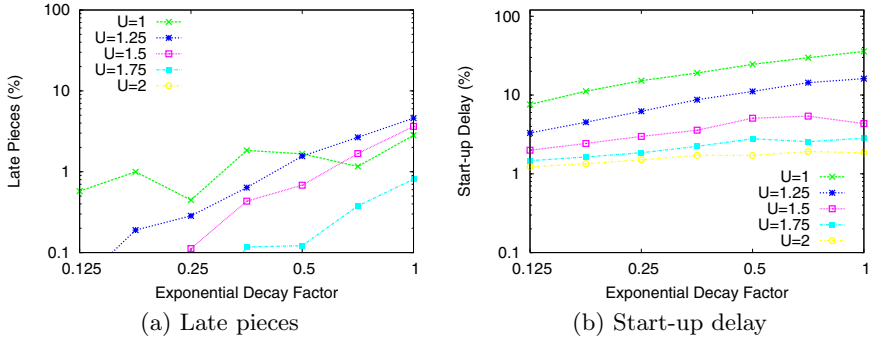 100
10
1
0.1
Late Pieces (%)
U=1
U=1.25
U=1.5
U=1.75
U=2
0.125
0.25
0.5
1
Exponential Decay Factor
(a) Late pieces
100
10
1
0.1
Start-up Delay (%)
U=1
U=1.25
U=1.5
U=1.75
U=2
0.125
0.25
0.5
1
Exponential Decay Factor
(b) Start-up delay